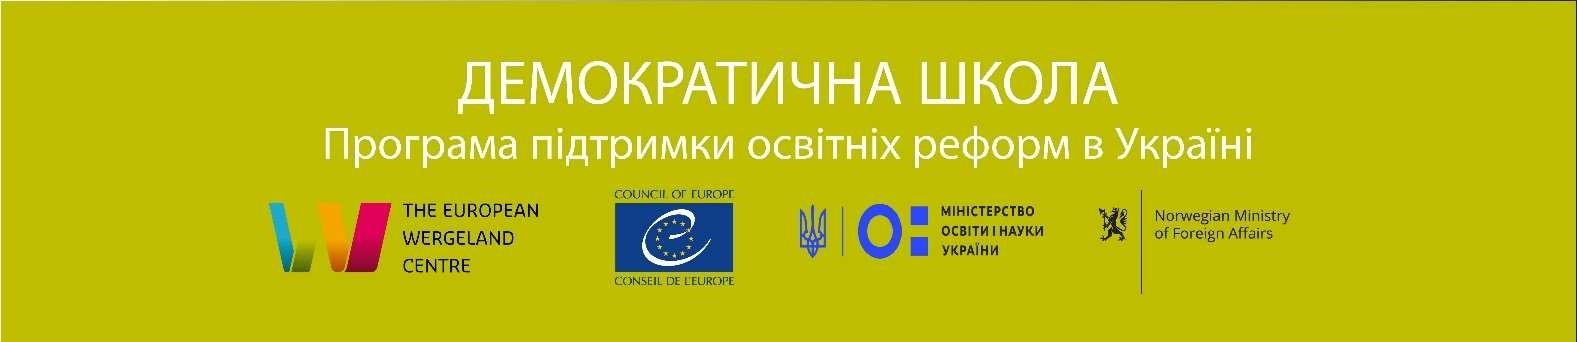 ДЕМОКРАТИЧНА ШКОЛА
Програма підтримки освітніх реформ в Україні
THE EUROPEAN
WERGELAND
CENTRE
COUNCIL OF EUROPE
CONSEIL DE L'EUROPE
МІНІСТЕРСТВО
ОСВІТИ І НАУКИ
УКРАЇНИ
Norwegian Ministry
of Foreign Affairs